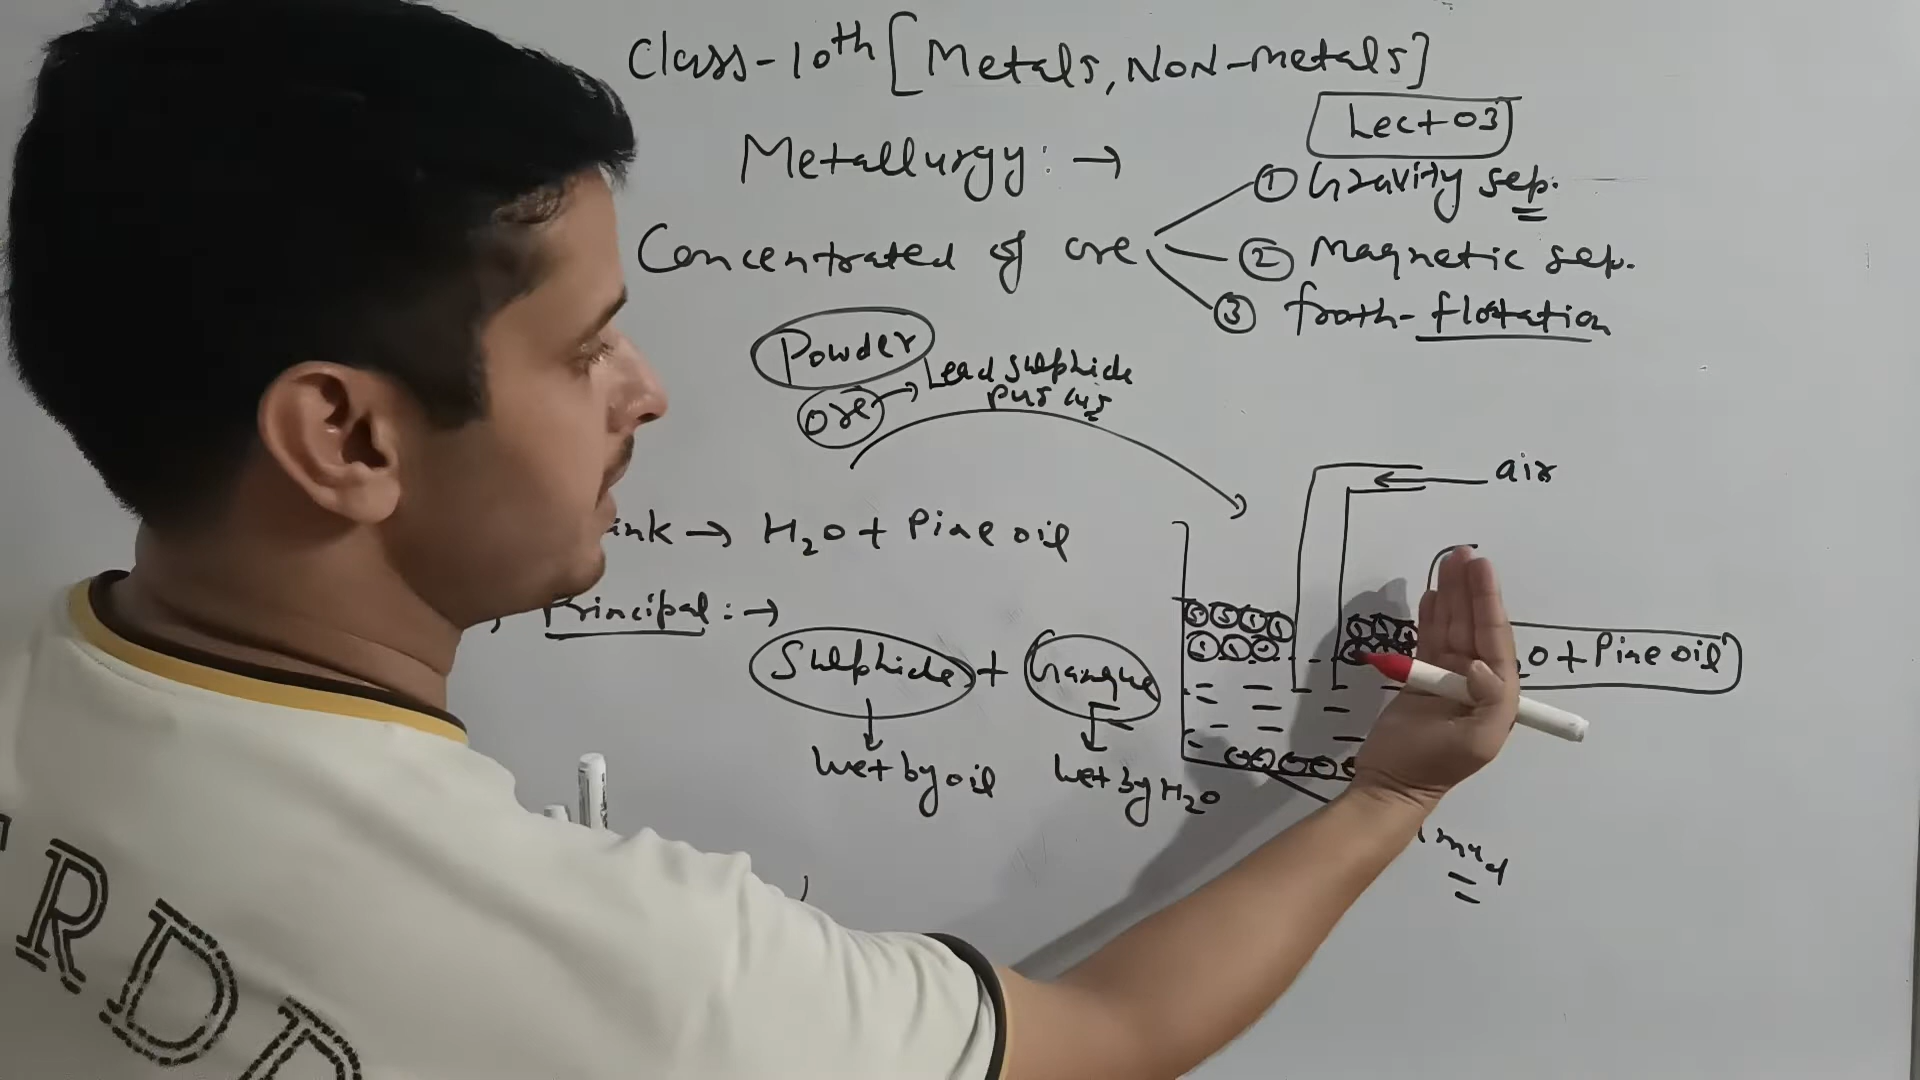 Class-10th [Metals, NON-metals]
Lect 03
Metallurgy: →
Concentrated of ore
① Gravity sep.
② Magnetic sep.
③ froth-flotation
Powder
ore → Lead sulphide
air
ink → H2O + Pine oil
Principal: →
Sulphide + Gangue
2O + Pine oil
wet by oil
wet by H2O
RDD